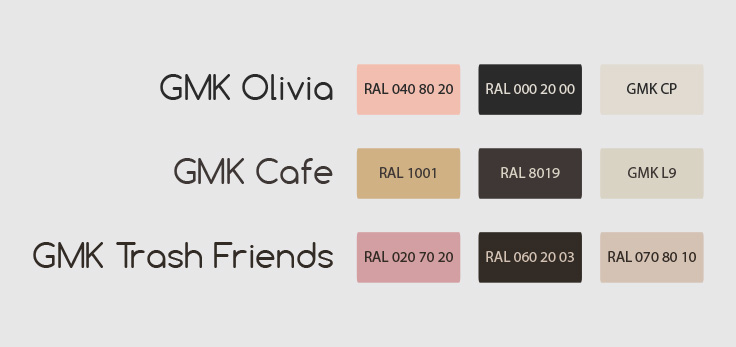 GMK Olivia RAL 040 80 20 RAL 000 20 00 GMK CP
GMK Cafe RAL 1001 RAL 8019 GMK L9
GMK Trash Friends RAL 020 70 20 RAL 060 20 03 RAL 070 80 10